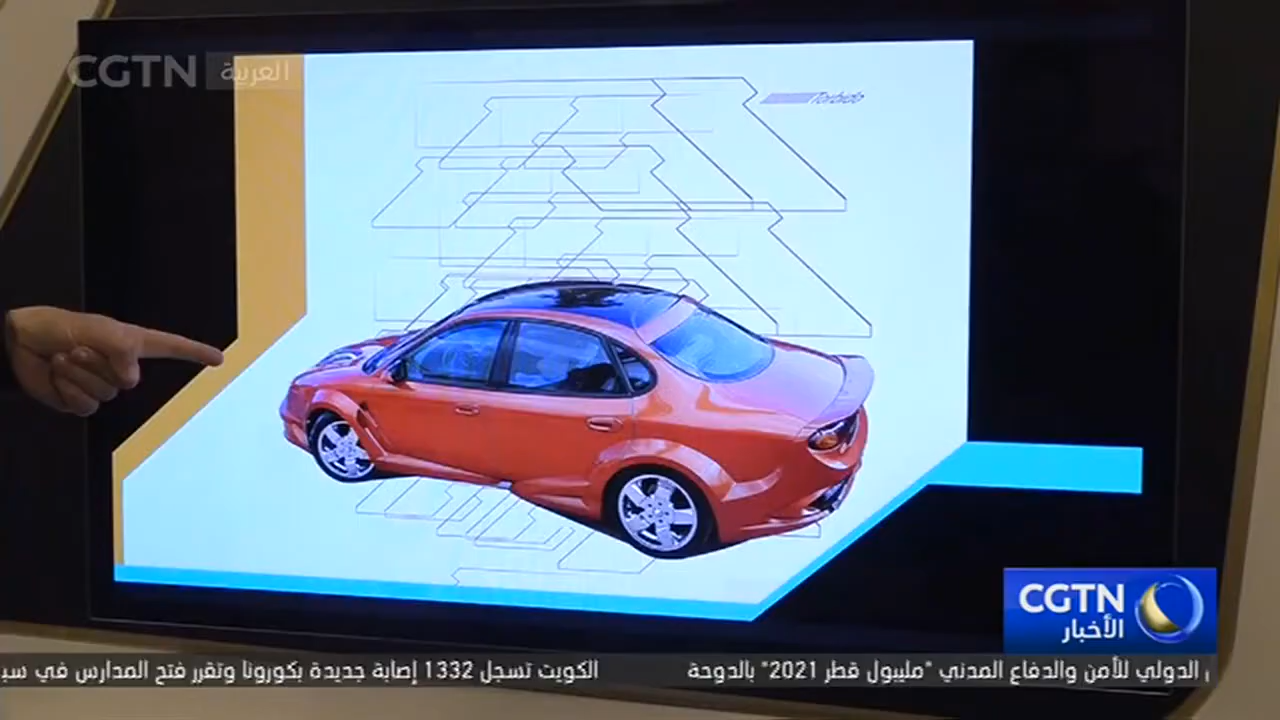 CGTN العربية
Torbido
CGTN
الأخبار
الدولي للأمن والدفاع المدني "مليبول قطر 2021" بالدوحة الكويت تسجل 1332 إصابة جديدة بكورونا وتقرر فتح المدارس في